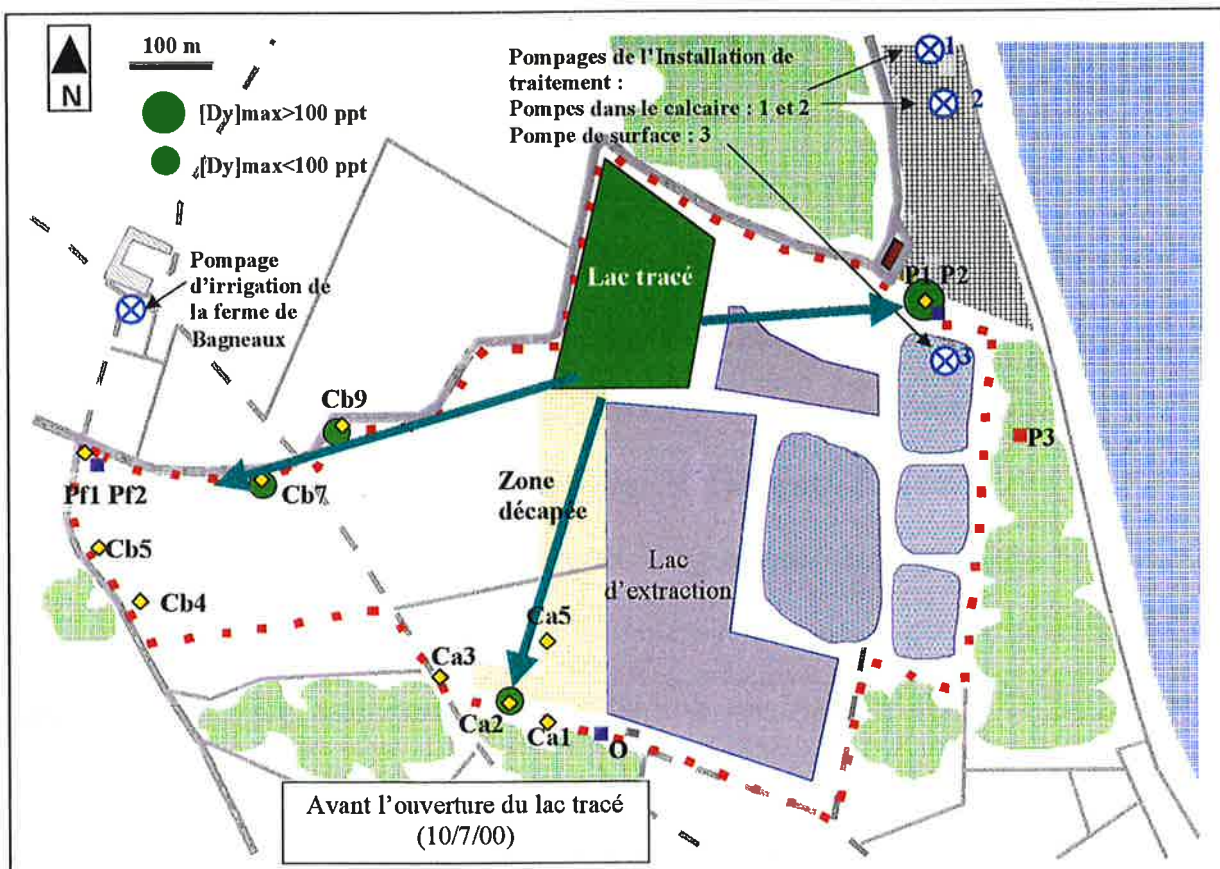 N
100 m
[Dy]max>100 ppt
[Dy]max<100 ppt
Pompages de l'Installation de
traitement :
Pompes dans le calcaire : 1 et 2
Pompe de surface : 3
1
2
Pompage
d'irrigation de
la ferme de
Bagneaux
Lac tracé
P1 P2
3
Cb9
P3
Pf1 Pf2
Cb7
Zone
décapée
Cb5
Lac
d'extraction
Cb4
Ca5
Ca3
Ca2
Ca1
O
Avant l'ouverture du lac tracé
(10/7/00)